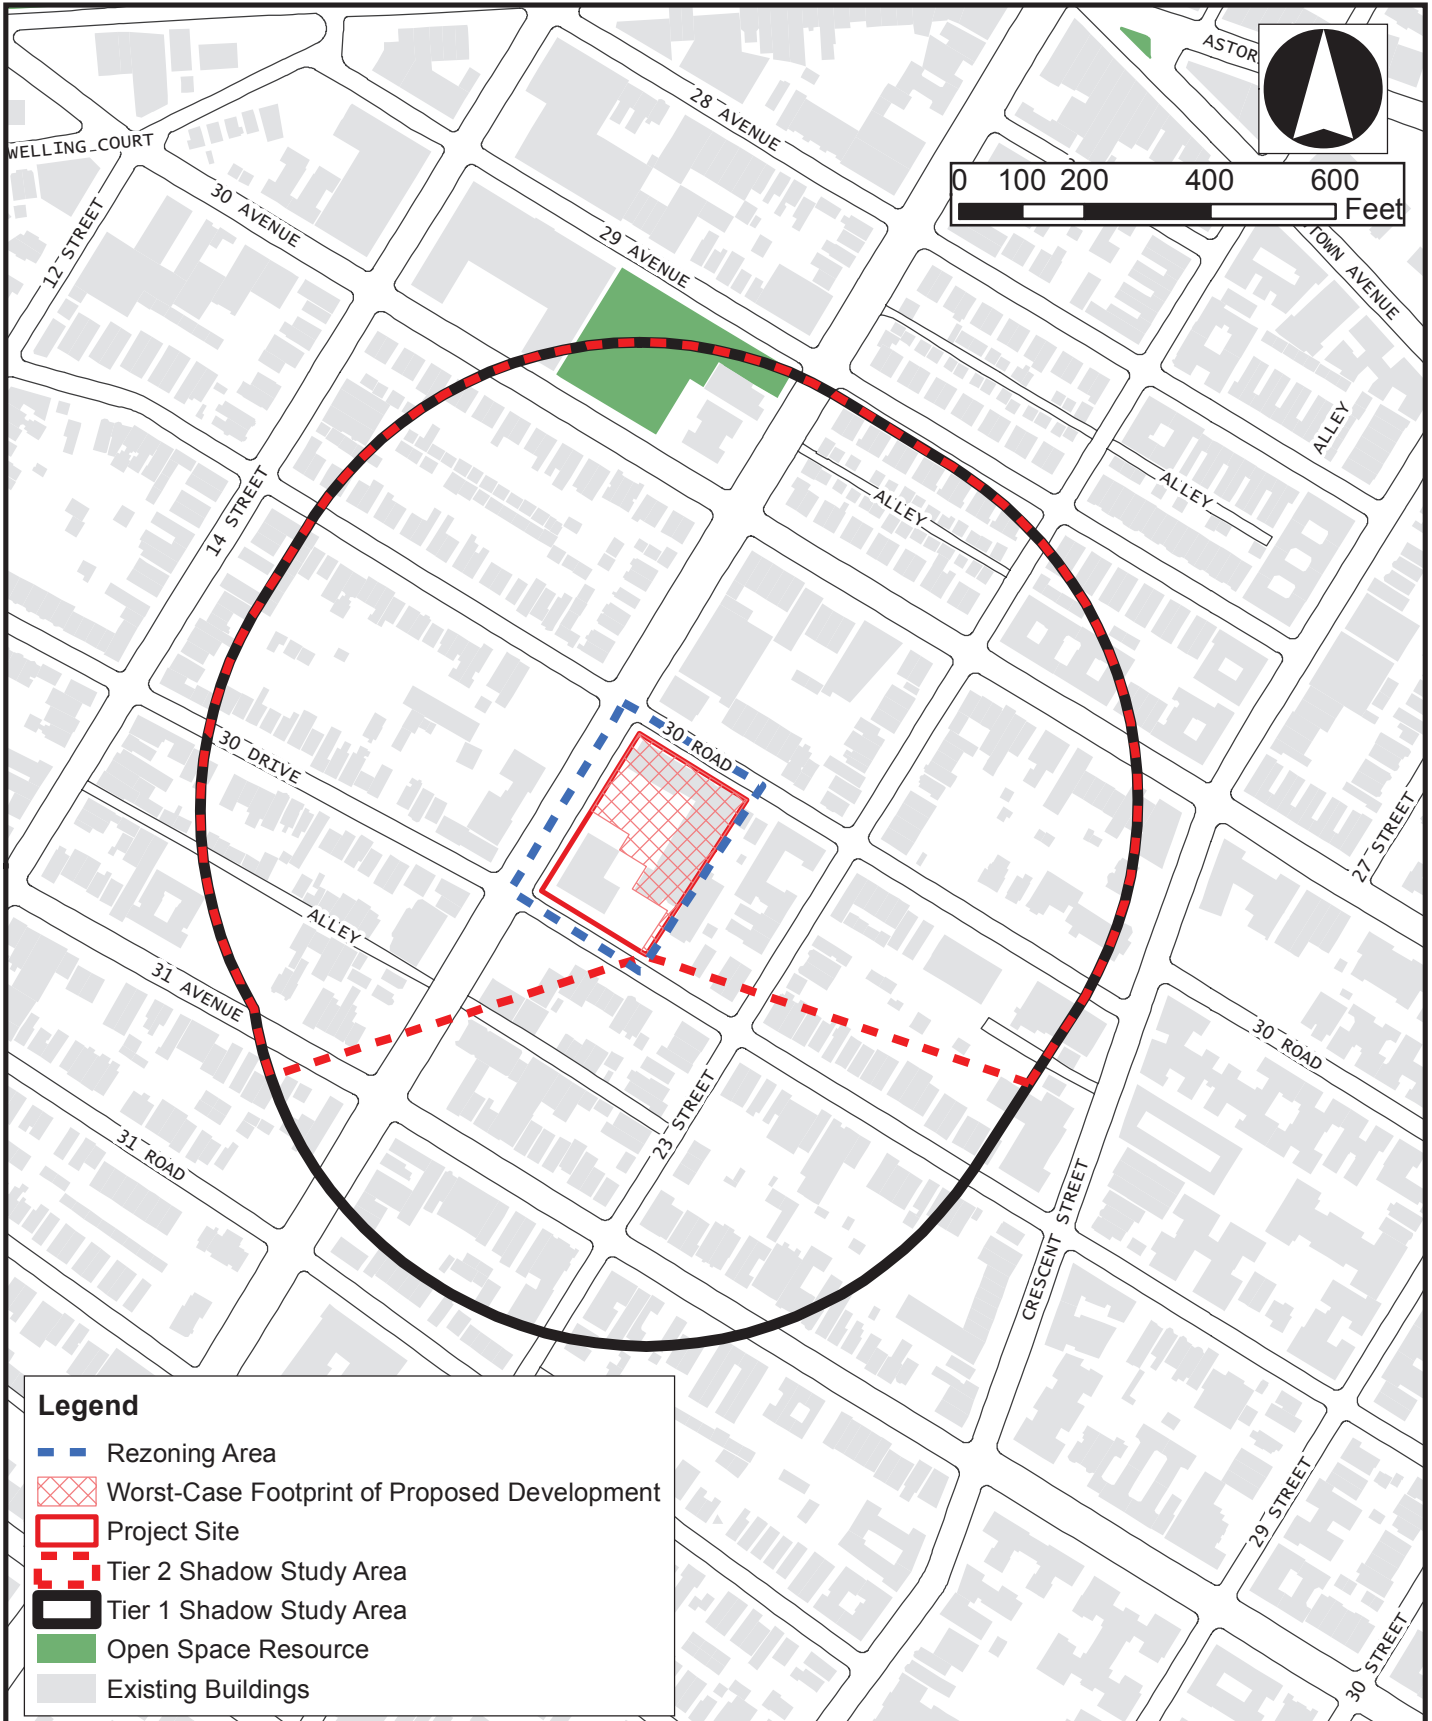 ASTOR
28 AVENUE
WELLING COURT
0 100 200 400 600
Feet
30 AVENUE
12 STREET
29 AVENUE
TOWN AVENUE
ALLEY
ALLEY
ALLEY
14 STREET
30 ROAD
30 DRIVE
27 STREET
ALLEY
31 AVENUE
30 ROAD
23 STREET
31 ROAD
CRESCENT STREET
29 STREET
30 STREET
Legend
Rezoning Area
Worst-Case Footprint of Proposed Development
Project Site
Tier 2 Shadow Study Area
Tier 1 Shadow Study Area
Open Space Resource
Existing Buildings